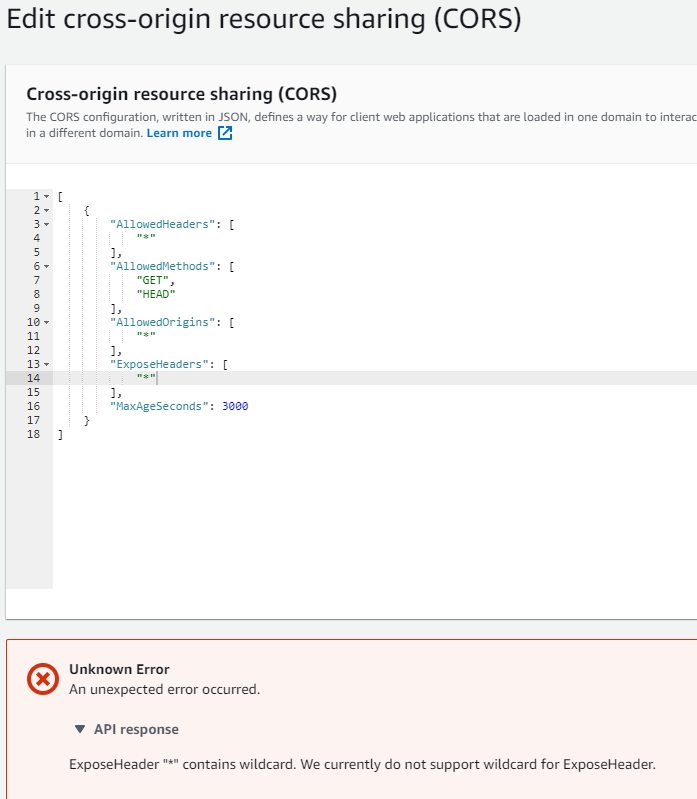 Edit cross-origin resource sharing (CORS)
Cross-origin resource sharing (CORS)
The CORS configuration, written in JSON, defines a way for client web applications that are loaded in one domain to interac
in a different domain. Learn more
1 [
2 {
3 "AllowedHeaders": [
4 "*"
5 ],
6 "AllowedMethods": [
7 "GET",
8 "HEAD"
9 ],
10 "AllowedOrigins": [
11 "*"
12 ],
13 "ExposeHeaders": [
14 "*"
15 ],
16 "MaxAgeSeconds": 3000
17 }
18 ]
Unknown Error
An unexpected error occurred.
API response
ExposeHeader "*" contains wildcard. We currently do not support wildcard for ExposeHeader.